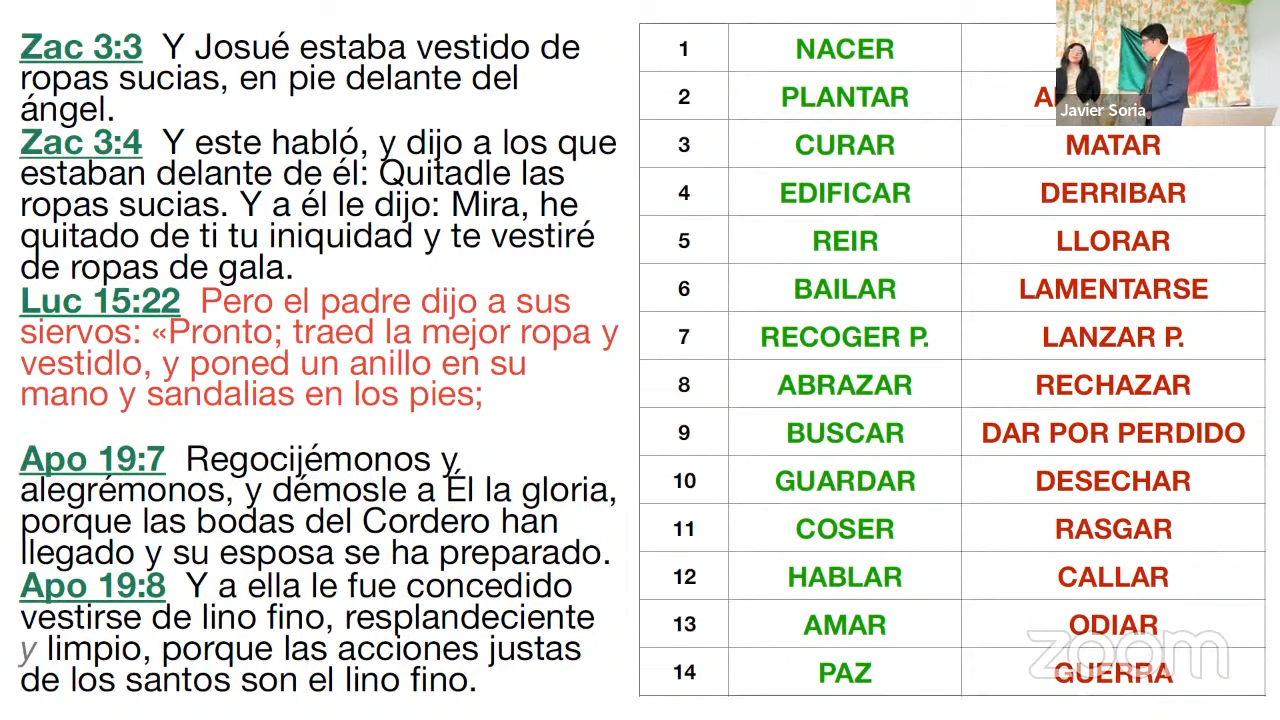 Zac 3:3 Y Josué estaba vestido de
ropas sucias, en pie delante del
ángel.
Zac 3:4 Y este habló, y dijo a los que
estaban delante de él: Quitadle las
ropas sucias. Y a él le dijo: Mira, he
quitado de ti tu iniquidad y te vestiré
de ropas de gala.
Luc 15:22 Pero el padre dijo a sus
siervos: «Pronto; traed la mejor ropa y
vestidlo, y poned un anillo en su
mano y sandalias en los pies;
Apo 19:7 Regocijémonos y
alegrémonos, y démosle a Él la gloria,
porque las bodas del Cordero han
llegado y su esposa se ha preparado.
Apo 19:8 Y a ella le fue concedido
vestirse de lino fino, resplandeciente
y limpio, porque las acciones justas
de los santos son el lino fino.
1 NACER
2 PLANTAR
3 CURAR MATAR
4 EDIFICAR DERRIBAR
5 REIR LLORAR
6 BAILAR LAMENTARSE
7 RECOGER P. LANZAR P.
8 ABRAZAR RECHAZAR
9 BUSCAR DAR POR PERDIDO
10 GUARDAR DESECHAR
11 COSER RASGAR
12 HABLAR CALLAR
13 AMAR ODIAR
14 PAZ GUERRA
Javier Soria
zoom